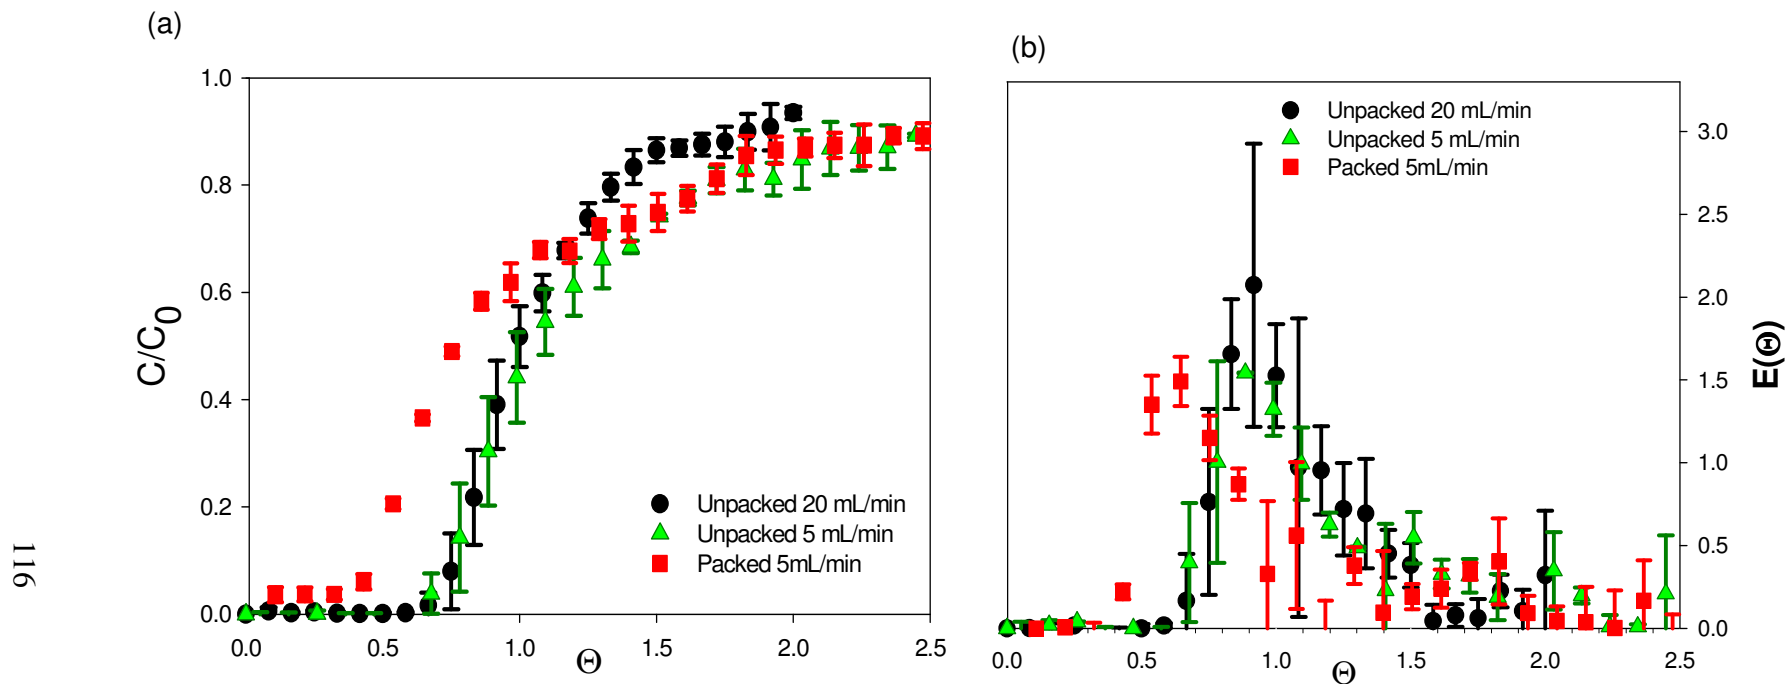 (a)
1.0
0.8
0.6
0.4
0.2
0.0
C/C0
0.0 0.5 1.0 1.5 2.0 2.5
Θ
Unpacked 20 mL/min
Unpacked 5 mL/min
Packed 5mL/min
(b)
Unpacked 20 mL/min
Unpacked 5 mL/min
Packed 5mL/min
3.0
2.5
2.0
1.5
1.0
0.5
0.0
E(Θ)
0.0 0.5 1.0 1.5 2.0 2.5
Θ
116